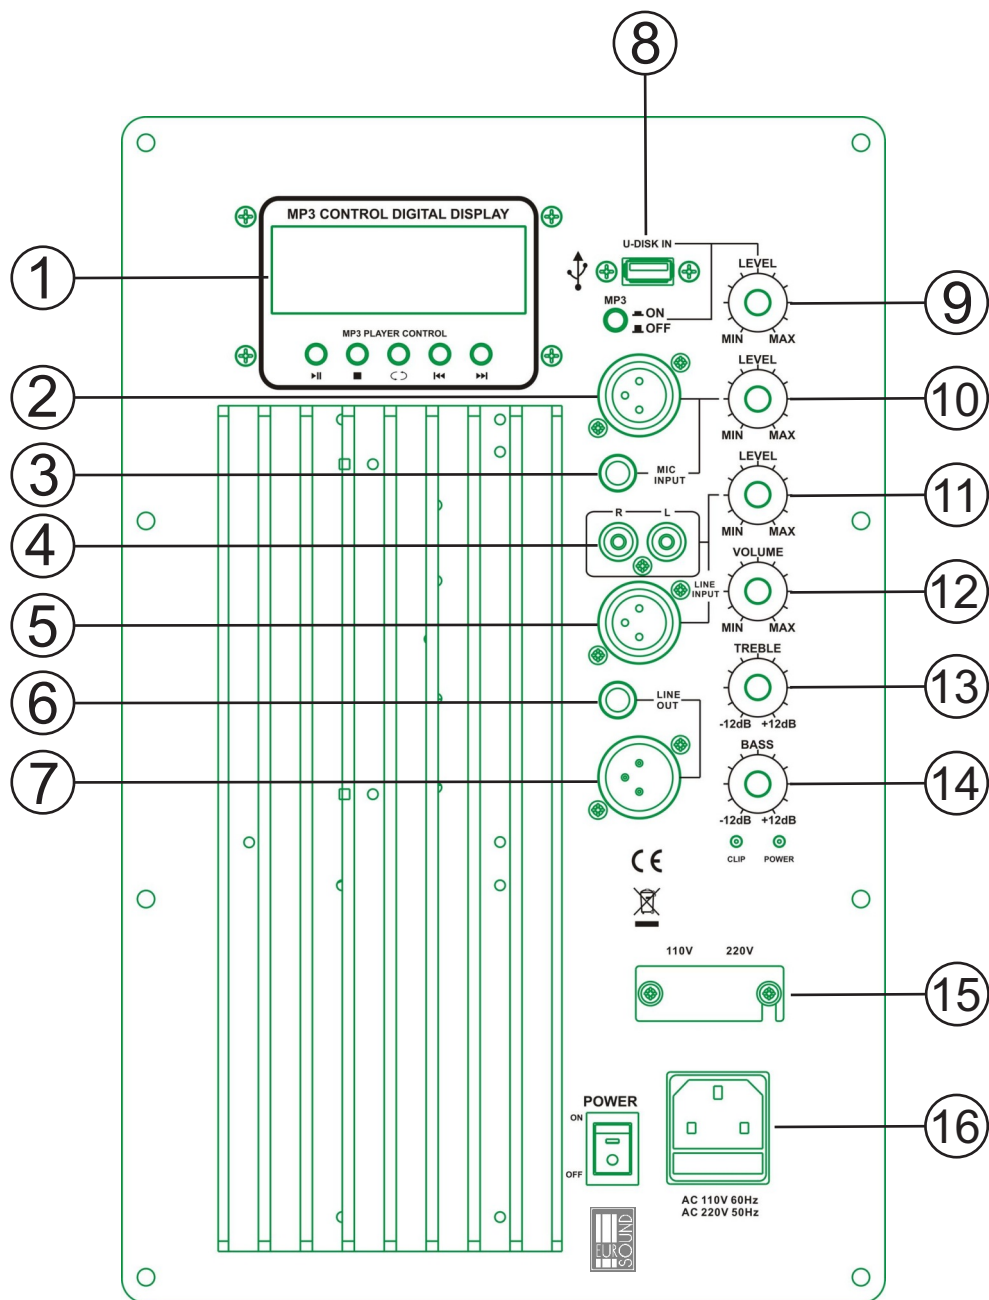 8
MP3 CONTROL DIGITAL DISPLAY
U-DISK IN
LEVEL
1
9
MP3
ON
OFF
MIN MAX
MP3 PLAYER CONTROL
2
LEVEL
10
MIN MAX
3
MIC
INPUT
LEVEL
11
R L
4
MIN MAX
VOLUME
LINE
INPUT
12
5
MIN MAX
TREBLE
6
LINE
OUT
13
-12dB +12dB
7
BASS
14
-12dB +12dB
CLIP POWER
CE
110V 220V
15
POWER
ON
OFF
16
AC 110V 60Hz
AC 220V 50Hz
EUR
SOUND